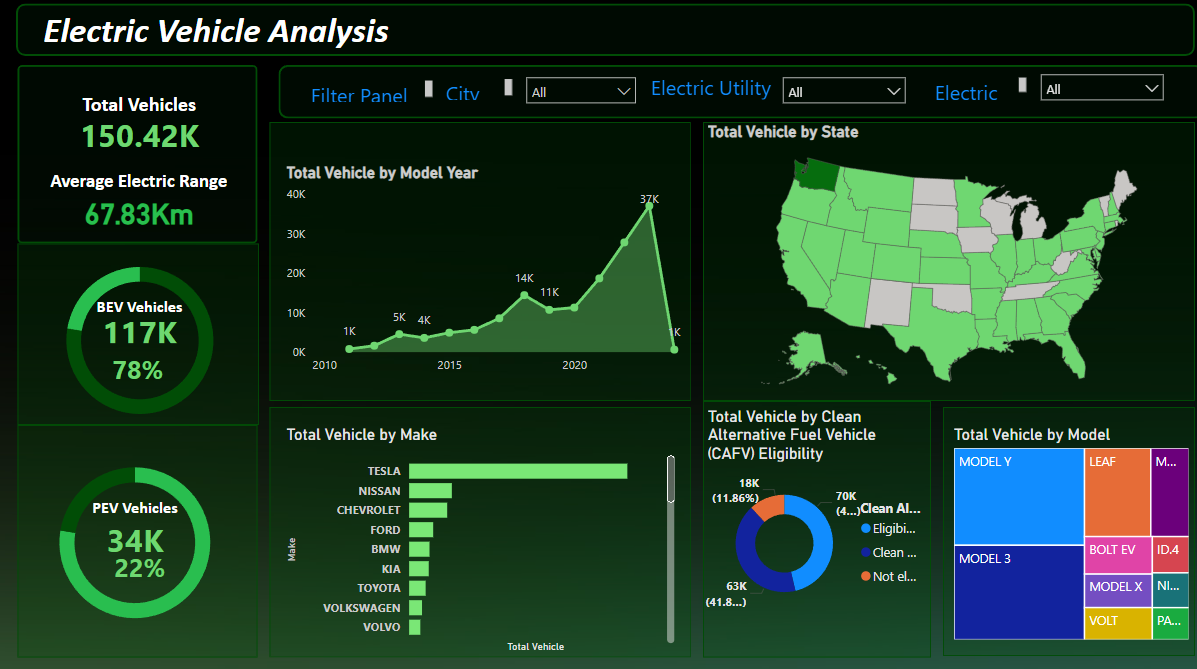 Electric Vehicle Analysis
Total Vehicles
150.42K
Average Electric Range
67.83Km
BEV Vehicles
117K
78%
PEV Vehicles
34K
22%
Filter Panel
City
All
Electric Utility
All
Electric
All
Total Vehicle by Model Year
40K
30K
20K
10K
0K
2010
2015
2020
1K
5K
4K
14K
11K
37K
1K
Total Vehicle by State
Total Vehicle by Make
Make
TESLA
NISSAN
CHEVROLET
FORD
BMW
KIA
TOYOTA
VOLKSWAGEN
VOLVO
Total Vehicle
Total Vehicle by Clean
Alternative Fuel Vehicle
(CAFV) Eligibility
18K
(11.86%)
70K
(4...)
63K
(41.8...)
Clean Al...
Eligibi...
Clean ...
Not el...
Total Vehicle by Model
MODEL Y
MODEL 3
LEAF
M...
BOLT EV
ID.4
MODEL X
NI...
VOLT
PA...